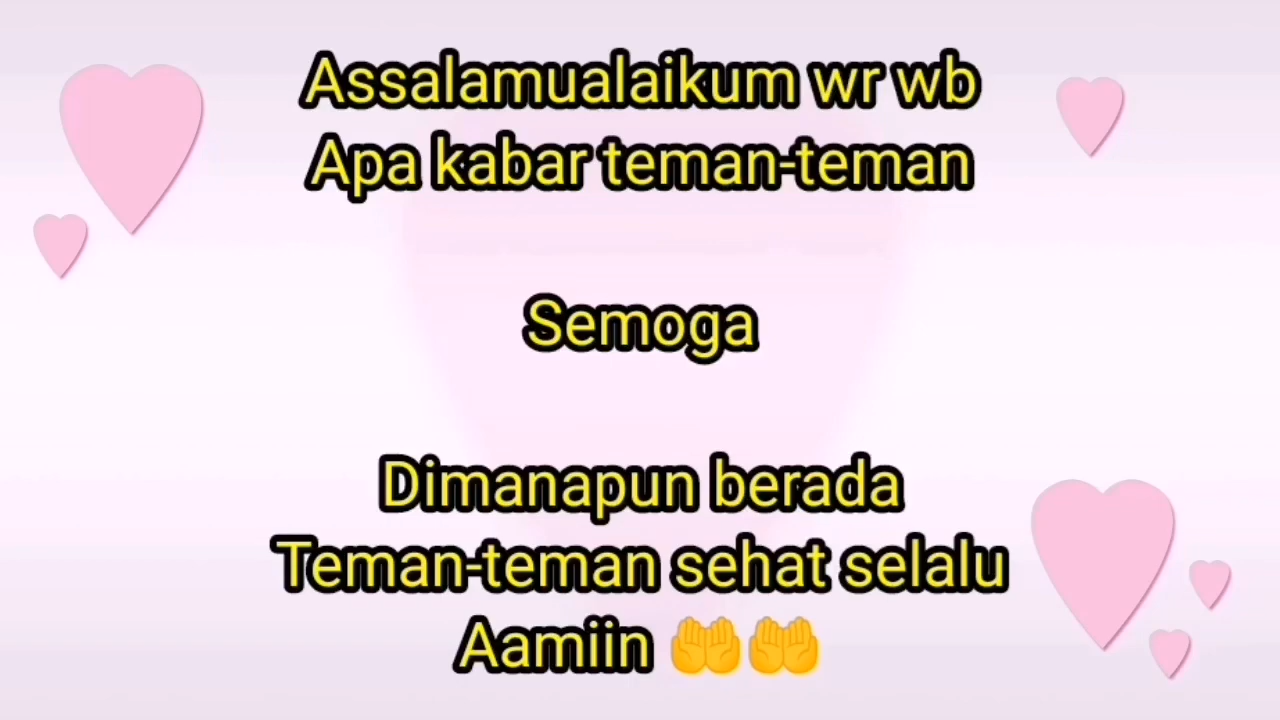 Assalamualaikum wr wb
Apa kabar teman-teman
Semoga
Dimanapun berada
Teman-teman sehat selalu
Aamiin 🤲🤲